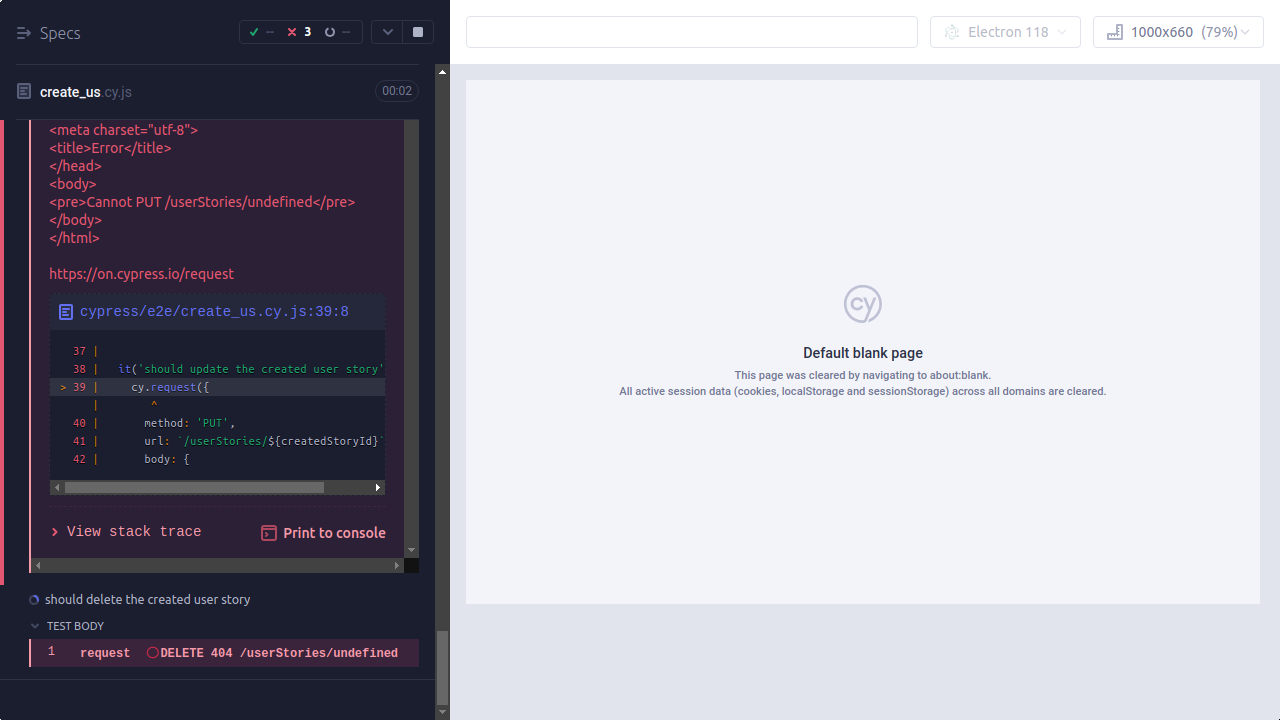 Specs
-- 3 --
Electron 118
1000x660 (79%)
create_us.cy.js
00:02
<meta charset="utf-8">
<title>Error</title>
</head>
<body>
<pre>Cannot PUT /userStories/undefined</pre>
</body>
</html>
https://on.cypress.io/request
cypress/e2e/create_us.cy.js:39:8
37 |
38 | it('should update the created user story'
> 39 | cy.request({
| ^
40 | method: 'PUT',
41 | url: `/userStories/${createdStoryId}`
42 | body: {
View stack trace
Print to console
should delete the created user story
TEST BODY
1 request DELETE 404 /userStories/undefined
cy
Default blank page
This page was cleared by navigating to about:blank.
All active session data (cookies, localStorage and sessionStorage) across all domains are cleared.